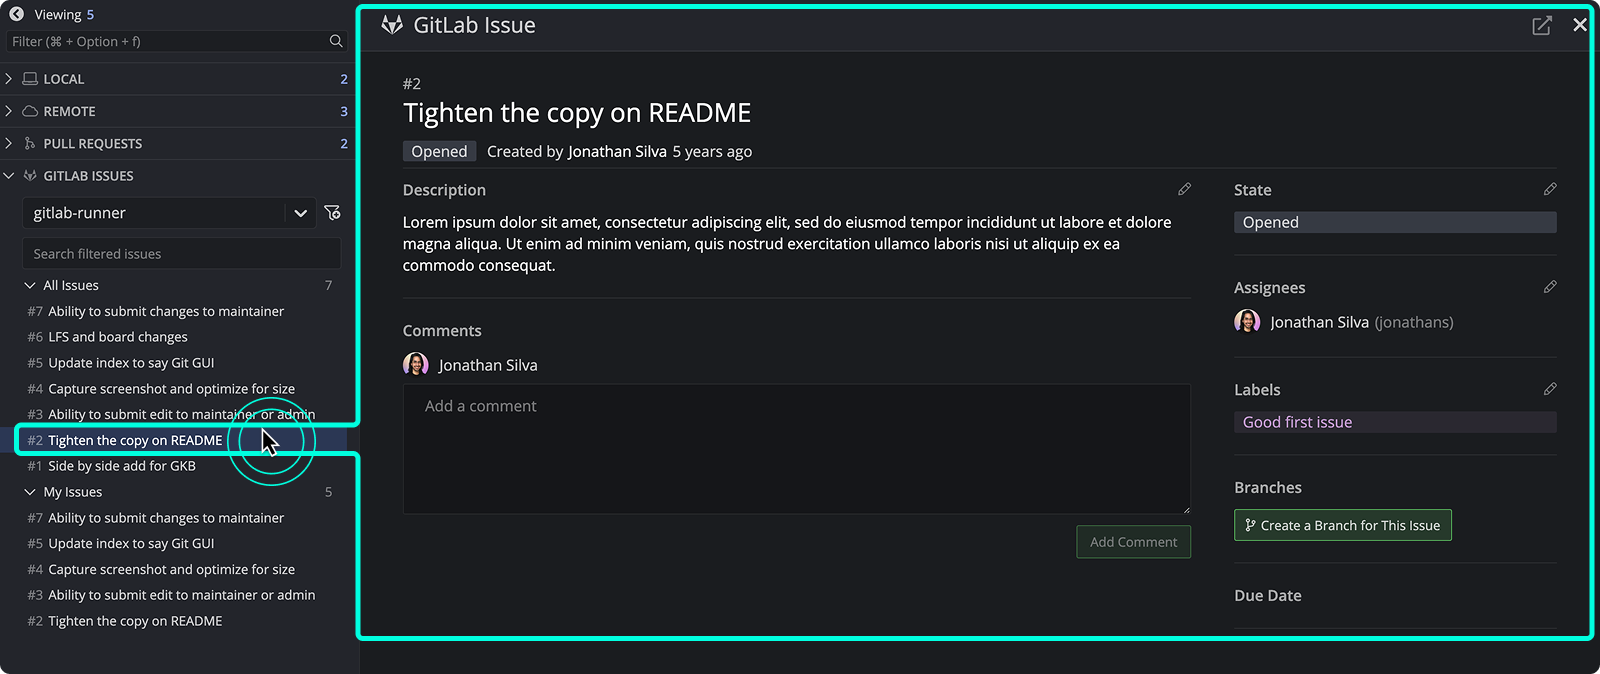 Viewing 5
Filter (⌘ + Option + f)
LOCAL 2
REMOTE 3
PULL REQUESTS 2
GITLAB ISSUES
gitlab-runner
Search filtered issues
All Issues 7
#7 Ability to submit changes to maintainer
#6 LFS and board changes
#5 Update index to say Git GUI
#4 Capture screenshot and optimize for size
#3 Ability to submit edit to maintainer or admin
#2 Tighten the copy on README
#1 Side by side add for GKB
My Issues 5
#7 Ability to submit changes to maintainer
#5 Update index to say Git GUI
#4 Capture screenshot and optimize for size
#3 Ability to submit edit to maintainer or admin
#2 Tighten the copy on README
GitLab Issue
#2
Tighten the copy on README
Opened Created by Jonathan Silva 5 years ago
Description
Lorem ipsum dolor sit amet, consectetur adipiscing elit, sed do eiusmod tempor incididunt ut labore et dolore
magna aliqua. Ut enim ad minim veniam, quis nostrud exercitation ullamco laboris nisi ut aliquip ex ea
commodo consequat.
Comments
Jonathan Silva
Add a comment
Add Comment
State
Opened
Assignees
Jonathan Silva (jonathans)
Labels
Good first issue
Branches
Create a Branch for This Issue
Due Date